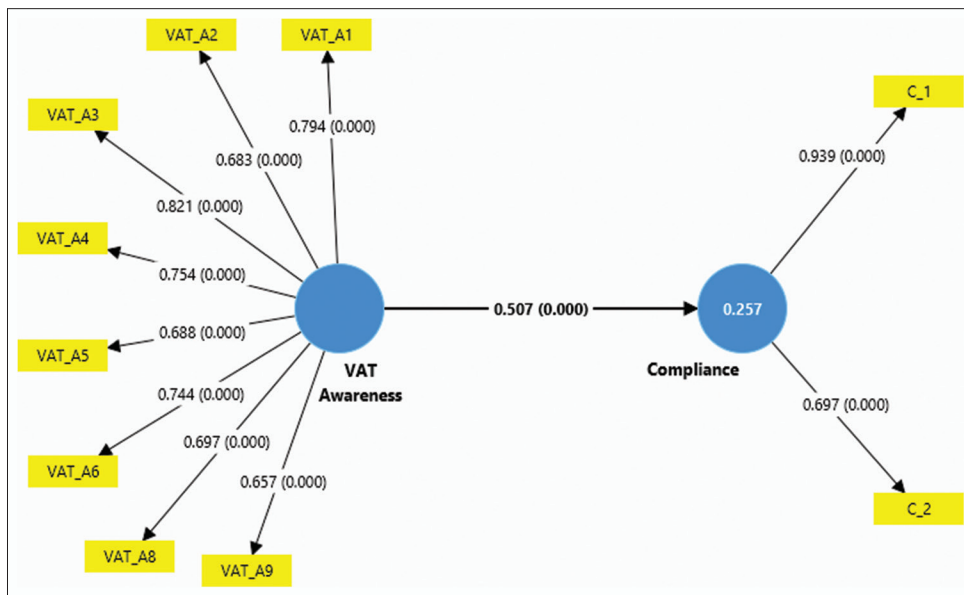 VAT_A2
VAT_A1
VAT_A3
C_1
0.794 (0.000)
0.683 (0.000)
0.939 (0.000)
0.821 (0.000)
VAT_A4
0.754 (0.000)
0.507 (0.000)
0.257
0.688 (0.000)
VAT_A5
VAT
Awareness
Compliance
0.744 (0.000)
0.697 (0.000)
0.697 (0.000)
VAT_A6
0.657 (0.000)
C_2
VAT_A8
VAT_A9